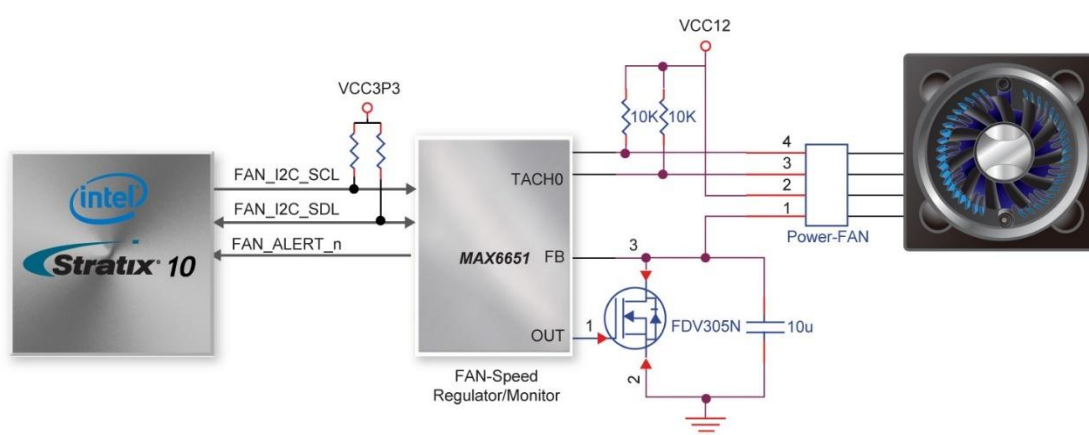 VCC12
VCC3P3
10K
10K
4
3
2
1
Power-FAN
intel
Stratix 10
FAN_I2C_SCL
FAN_I2C_SDL
FAN_ALERT_n
TACH0
MAX6651
FB
OUT
3
1
2
FDV305N
10u
FAN-Speed
Regulator/Monitor